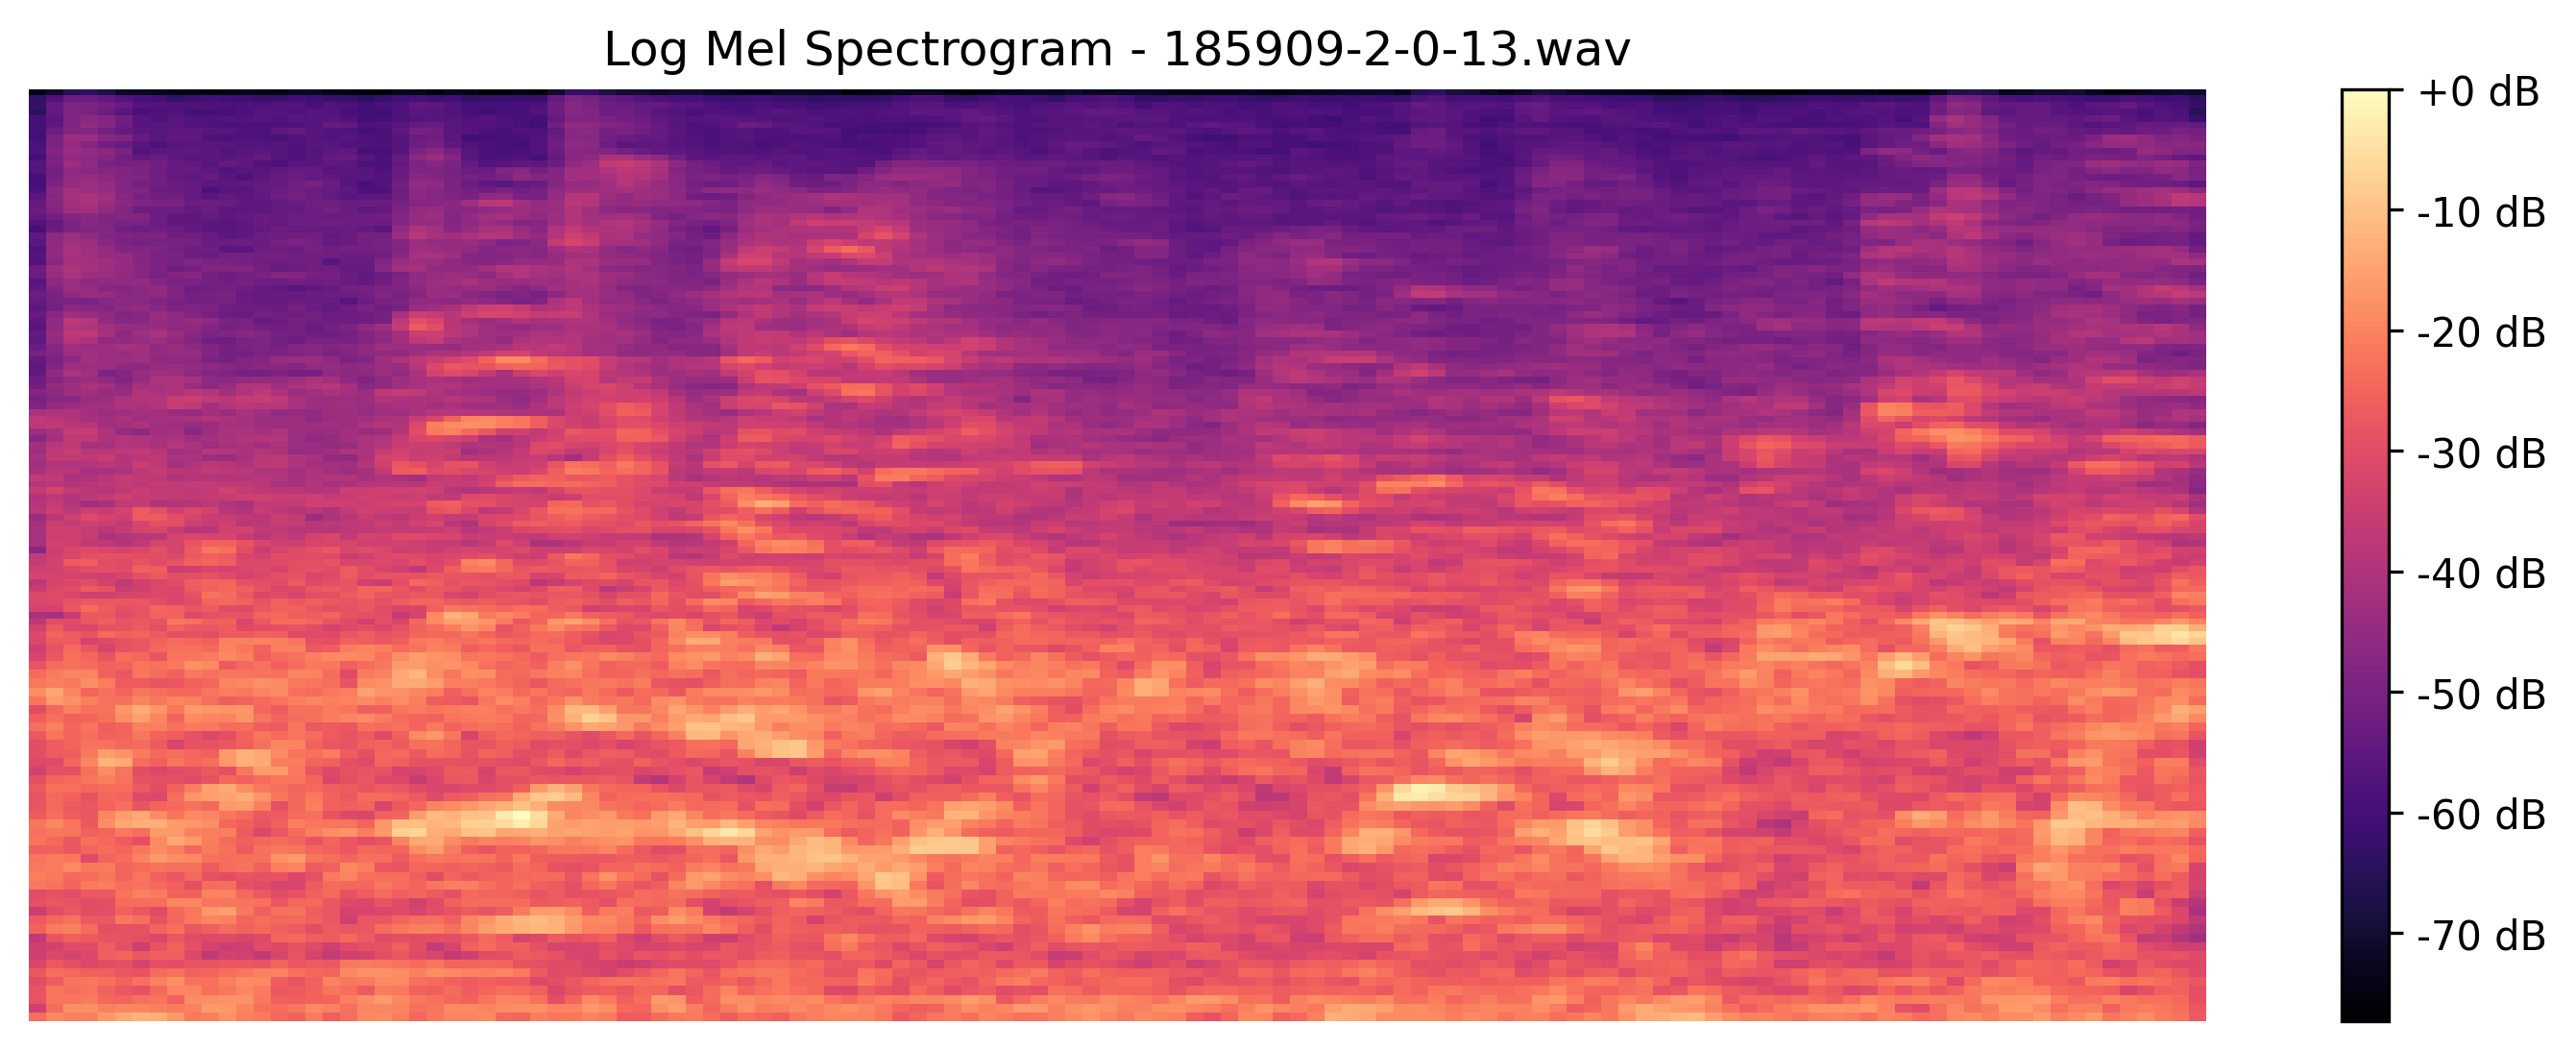 Log Mel Spectrogram - 185909-2-0-13.wav
+0 dB
-10 dB
-20 dB
-30 dB
-40 dB
-50 dB
-60 dB
-70 dB